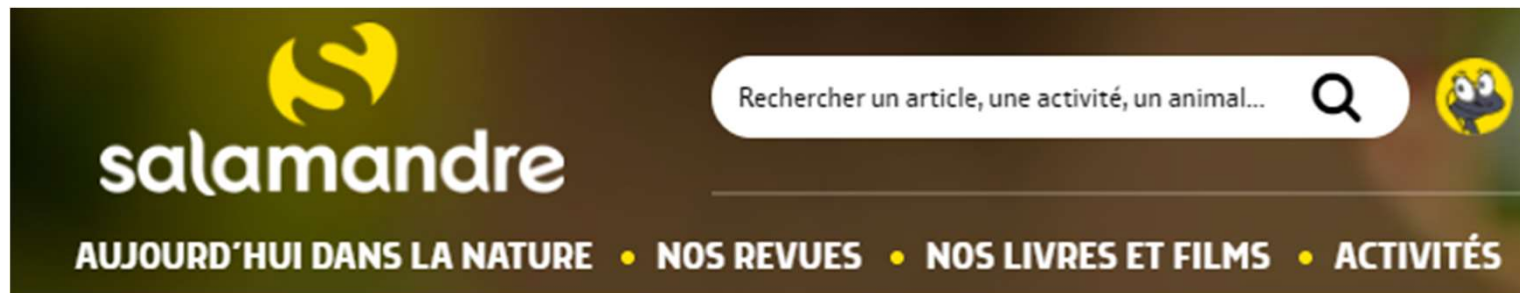 salamandre
Rechercher un article, une activité, un animal...
AUJOURD'HUI DANS LA NATURE • NOS REVUES • NOS LIVRES ET FILMS • ACTIVITÉS